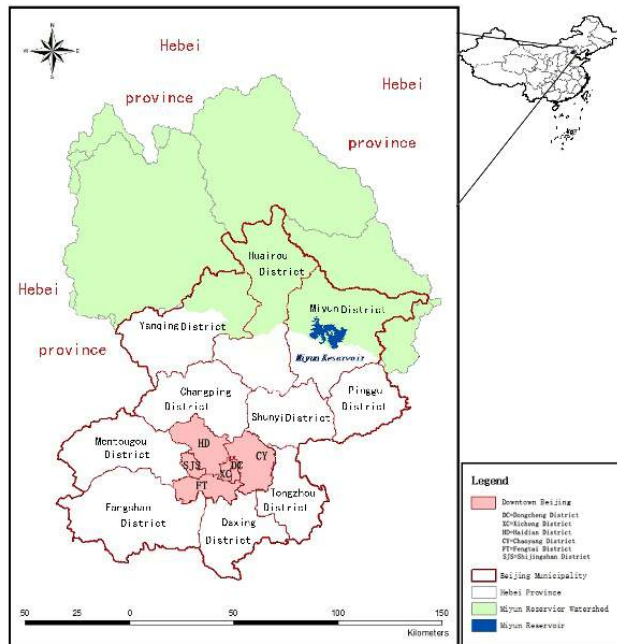 N
S
Hebei
province
Hebei
province
Hebei
province
Huairou
District
Miyun District
Yanqing District
Miyun Reservoir
Changping
District
Pinggu
District
Shunyi District
Mentougou
District
HD
CY
SJS
DC
XC
FT
Tongzhou
District
Fangshan
District
Daxing
District
50 25 0 50 100 150
Kilometers
Legend
Downtown Beijing
DC=Dongcheng District
XC=Xicheng District
HD=Haidian District
CY=Chaoyang District
FT=Fengtai District
SJS=Shijingshan District
Beijing Municipality
Hebei Province
Miyun Reservier Watershed
Miyun Reservoir